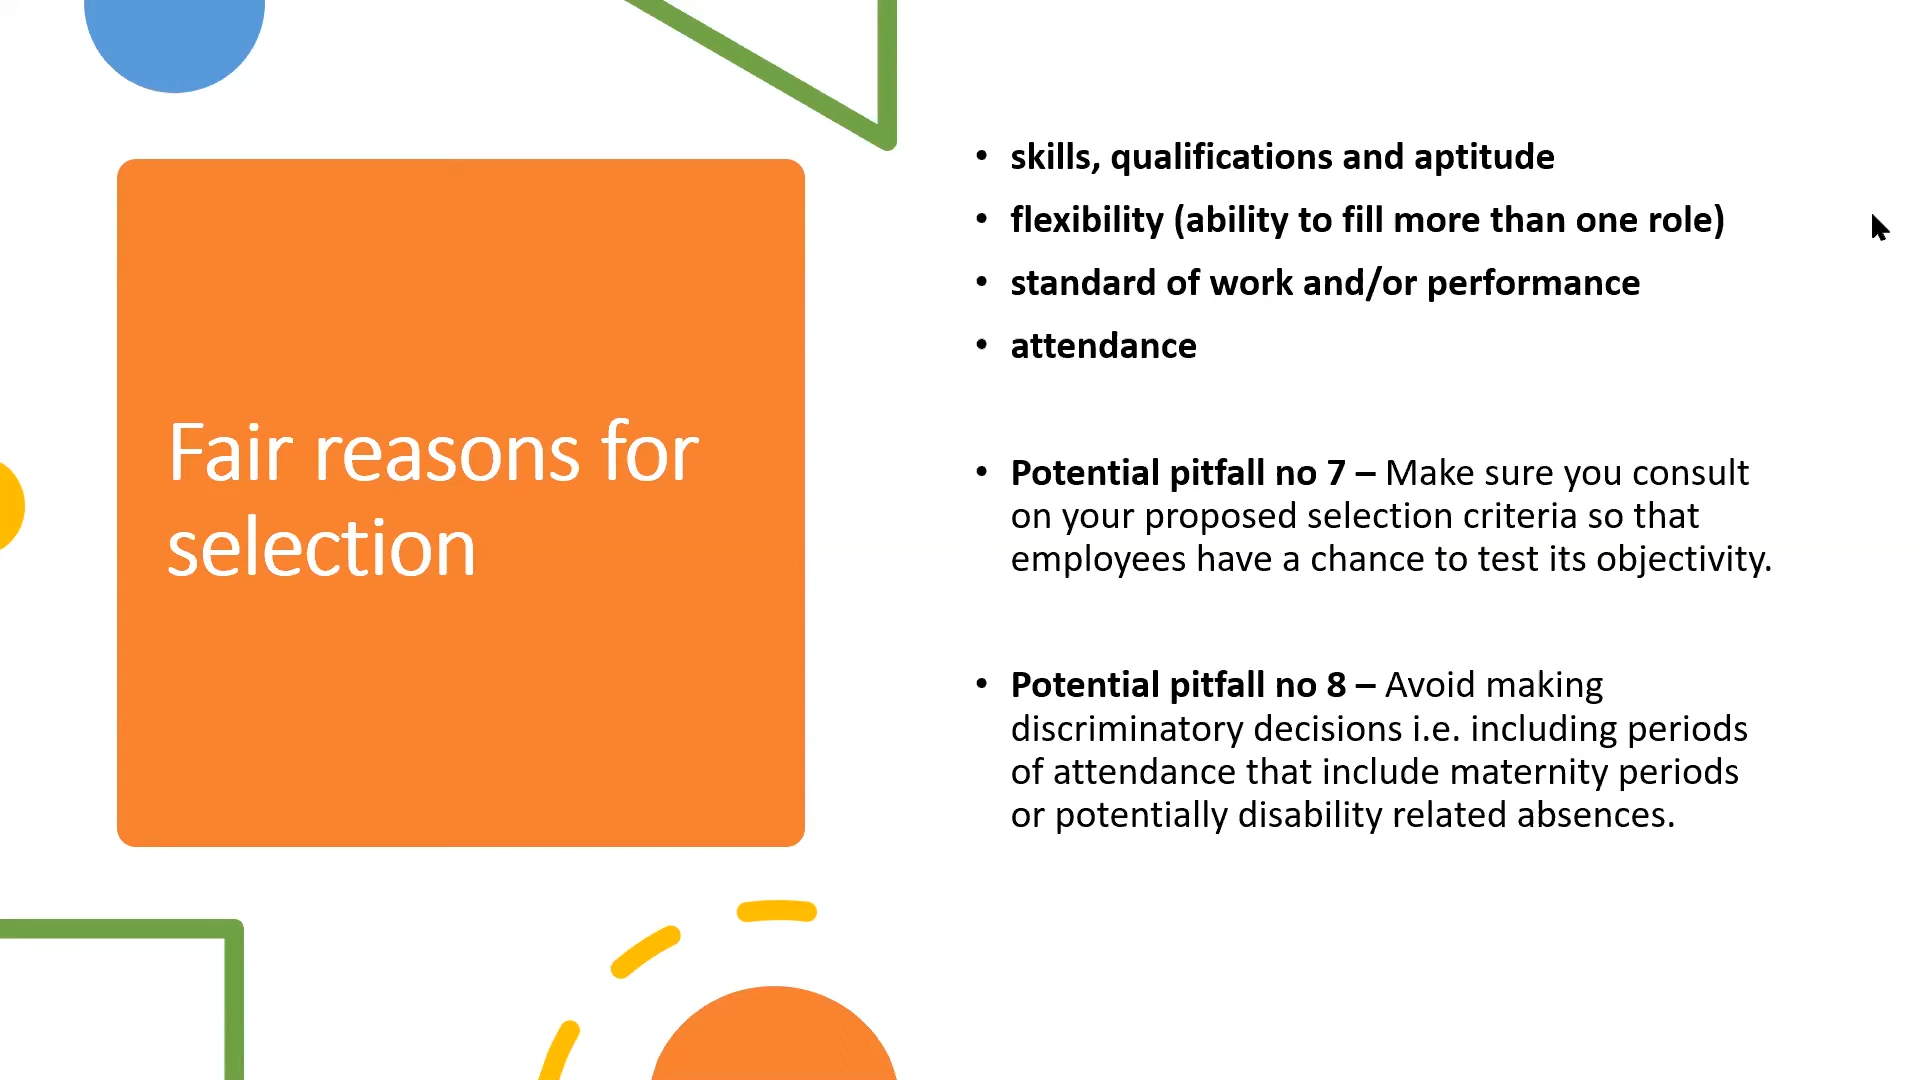 Fair reasons for
selection
• skills, qualifications and aptitude
• flexibility (ability to fill more than one role)
• standard of work and/or performance
• attendance
• Potential pitfall no 7 – Make sure you consult
on your proposed selection criteria so that
employees have a chance to test its objectivity.
• Potential pitfall no 8 – Avoid making
discriminatory decisions i.e. including periods
of attendance that include maternity periods
or potentially disability related absences.